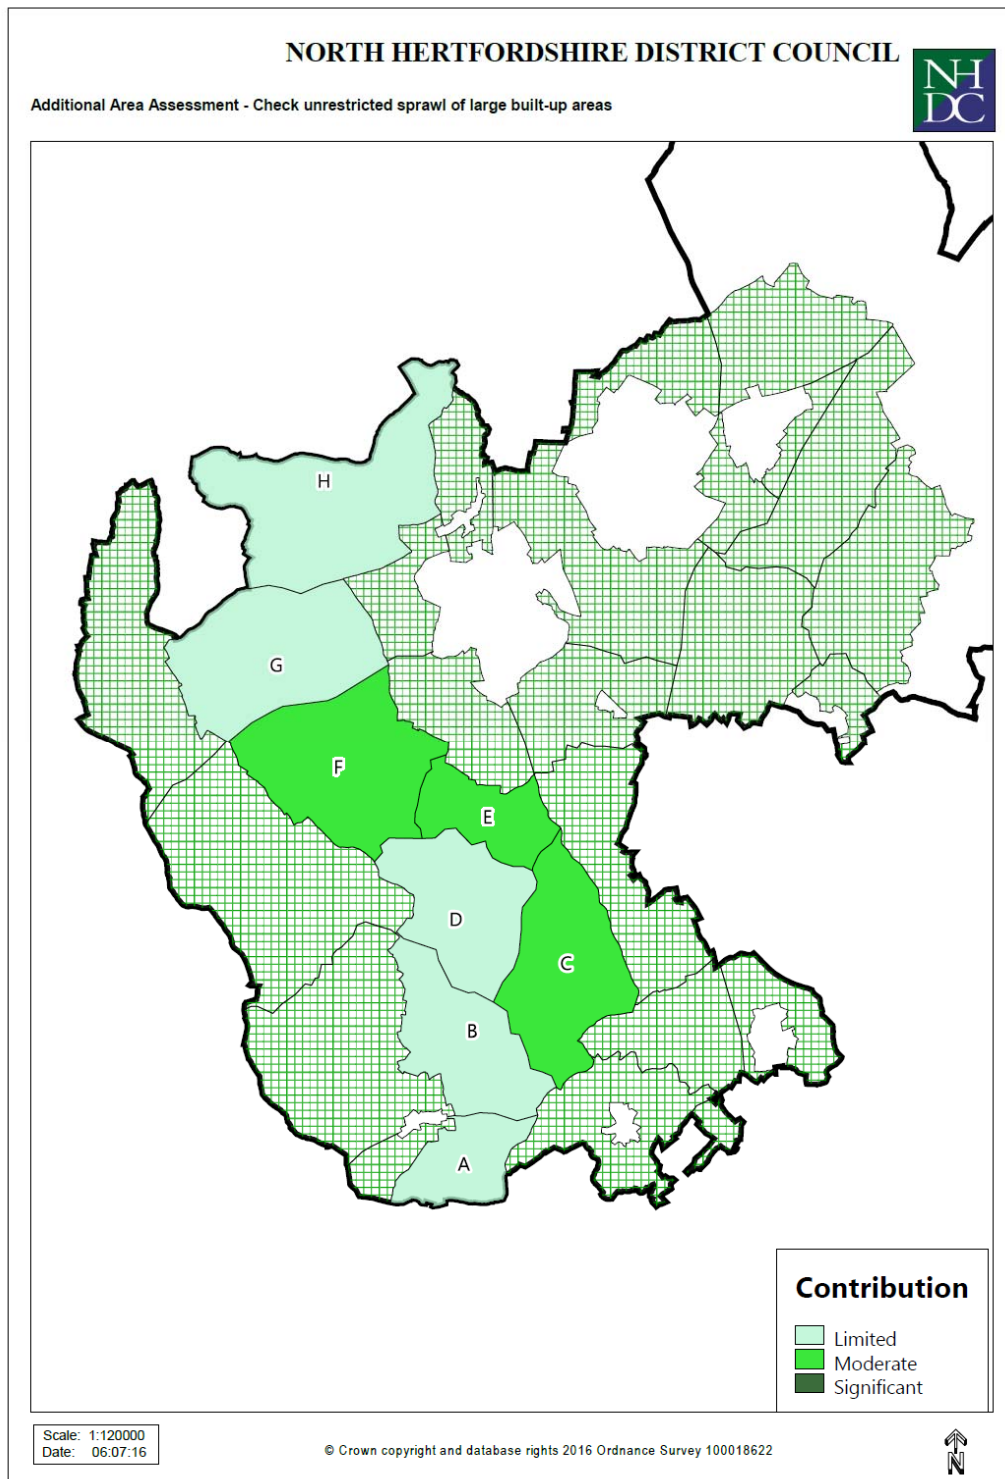 NORTH HERTFORDSHIRE DISTRICT COUNCIL
NH
DC
Additional Area Assessment - Check unrestricted sprawl of large built-up areas
H
G
F
E
D
C
B
A
Contribution
Limited
Moderate
Significant
Scale: 1:120000
Date: 06:07:16
© Crown copyright and database rights 2016 Ordnance Survey 100018622
N